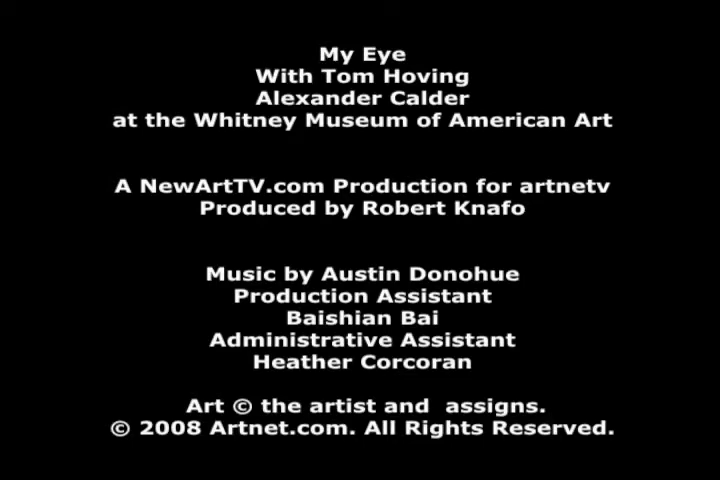 My Eye
With Tom Hoving
Alexander Calder
at the Whitney Museum of American Art
A NewArtTV.com Production for artnetv
Produced by Robert Knafo
Music by Austin Donohue
Production Assistant
Baishian Bai
Administrative Assistant
Heather Corcoran
Art © the artist and  assigns.
© 2008 Artnet.com. All Rights Reserved.